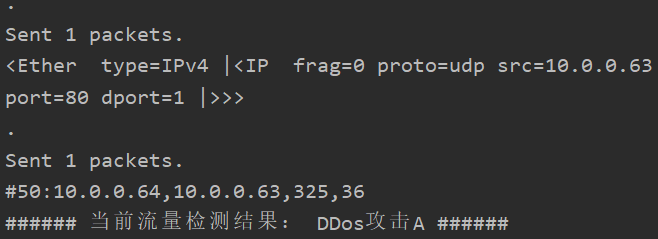 .
Sent 1 packets.
<Ether  type=IPv4 |<IP  frag=0 proto=udp src=10.0.0.63
port=80 dport=1 |>>>
.
Sent 1 packets.
#50:10.0.0.64,10.0.0.63,325,36
###### 当前流量检测结果： DDos攻击A ######